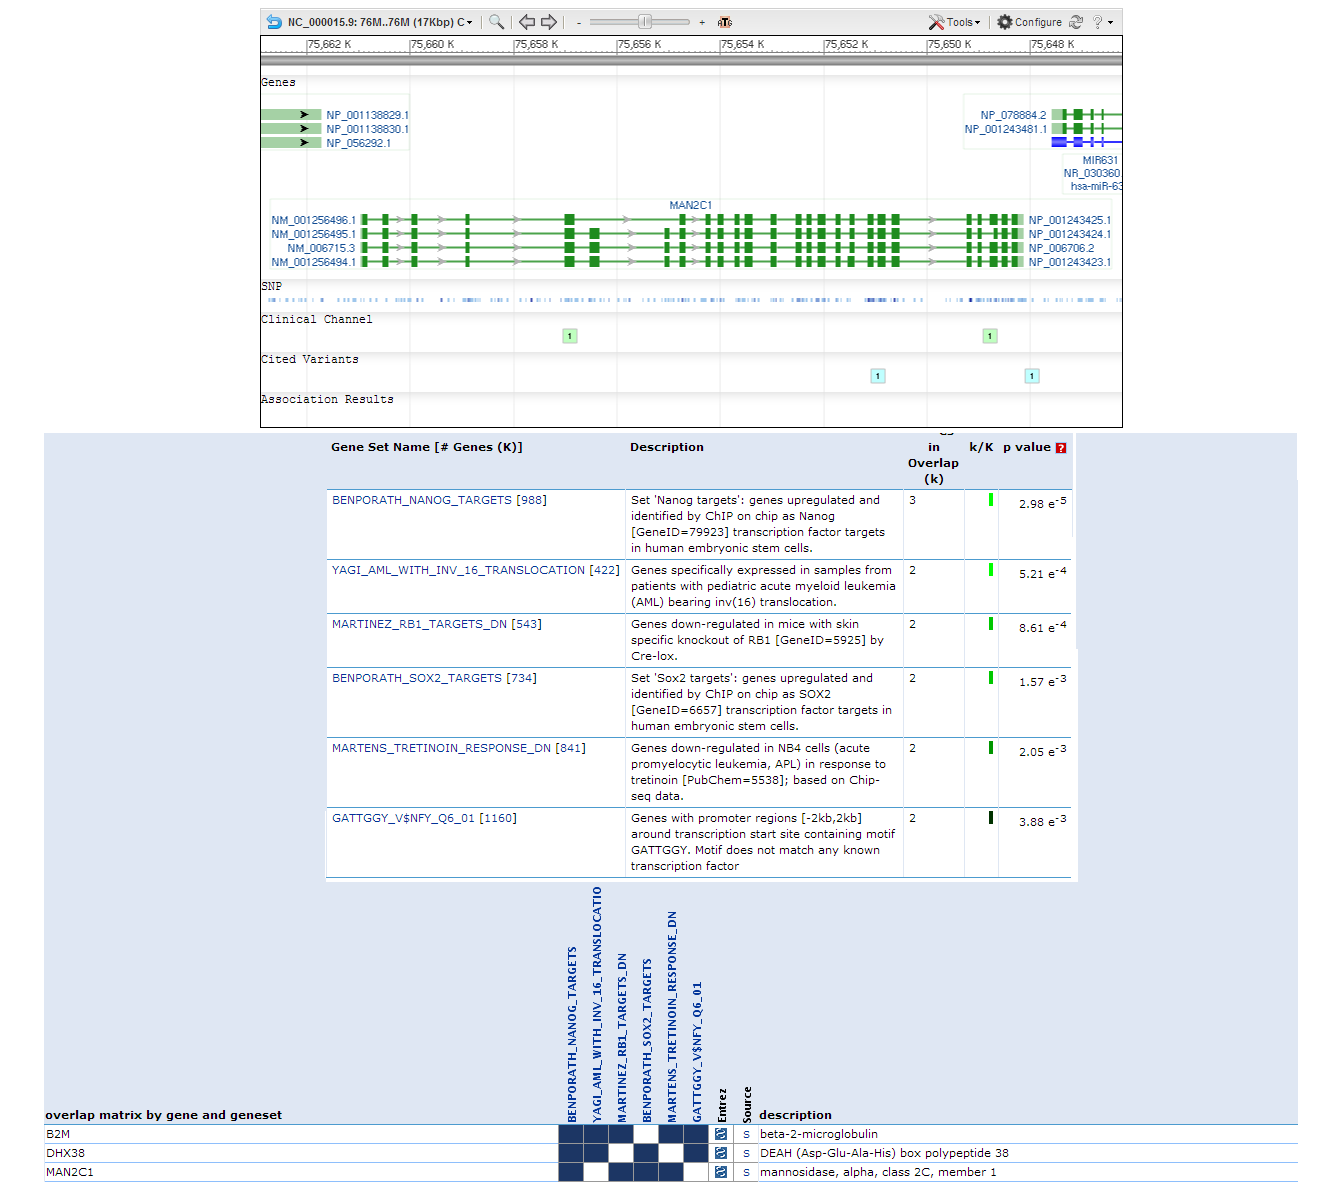 NC_000015.9: 76M..76M (17Kbp) C
- + ATG Tools Configure ?
75,662 K 75,660 K 75,658 K 75,656 K 75,654 K 75,652 K 75,650 K 75,648 K
Genes
NP_001138829.1 NP_078884.2
NP_001138830.1 NP_001243481.1
NP_056292.1
MIR631
NR_030360
hsa-miR-63
MAN2C1
NM_001256496.1 NP_001243425.1
NM_001256495.1 NP_001243424.1
NM_006715.3 NP_006706.2
NM_001256494.1 NP_001243423.1
SNP
Clinical Channel
1 1
Cited Variants
1 1
Association Results
Gene Set Name [# Genes (K)] Description in k/K p value ?
Overlap
(k)
BENPORATH_NANOG_TARGETS [988] Set 'Nanog targets': genes upregulated and 3 2.98 e-5
identified by ChIP on chip as Nanog
[GeneID=79923] transcription factor targets
in human embryonic stem cells.
YAGI_AML_WITH_INV_16_TRANSLOCATION [422] Genes specifically expressed in samples from 2 5.21 e-4
patients with pediatric acute myeloid leukemia
(AML) bearing inv(16) translocation.
MARTINEZ_RB1_TARGETS_DN [543] Genes down-regulated in mice with skin 2 8.61 e-4
specific knockout of RB1 [GeneID=5925] by
Cre-lox.
BENPORATH_SOX2_TARGETS [734] Set 'Sox2 targets': genes upregulated and 2 1.57 e-3
identified by ChIP on chip as SOX2
[GeneID=6657] transcription factor targets in
human embryonic stem cells.
MARTENS_TRETINOIN_RESPONSE_DN [841] Genes down-regulated in NB4 cells (acute 2 2.05 e-3
promyelocytic leukemia, APL) in response to
tretinoin [PubChem=5538]; based on Chip-
seq data.
GATTGGY_V$NFY_Q6_01 [1160] Genes with promoter regions [-2kb,2kb] 2 3.88 e-3
around transcription start site containing motif
GATTGGY. Motif does not match any known
transcription factor
BENPORATH_NANOG_TARGETS
YAGI_AML_WITH_INV_16_TRANSLOCATIO
MARTINEZ_RB1_TARGETS_DN
BENPORATH_SOX2_TARGETS
MARTENS_TRETINOIN_RESPONSE_DN
GATTGGY_V$NFY_Q6_01
Entrez
Source
overlap matrix by gene and geneset description
B2M s beta-2-microglobulin
DHX38 s DEAH (Asp-Glu-Ala-His) box polypeptide 38
MAN2C1 s mannosidase, alpha, class 2C, member 1